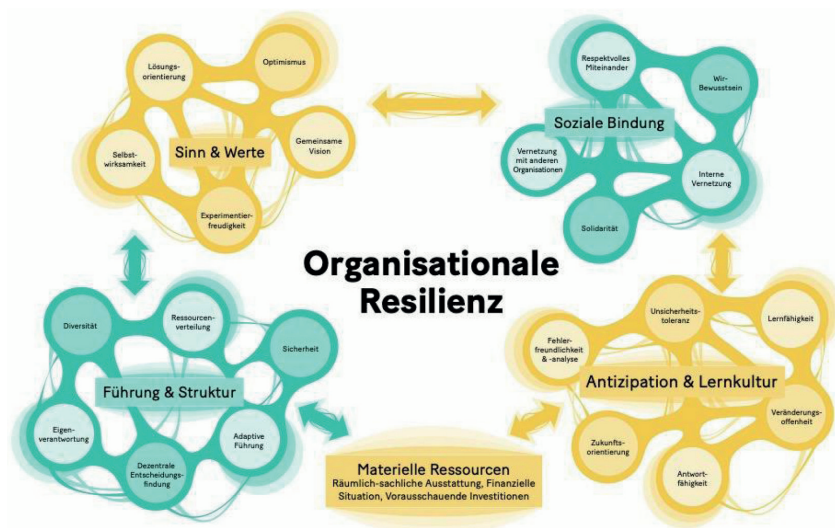 Lösungs-
orientierung
Optimismus
Selbst-
wirksamkeit
Sinn & Werte
Gemeinsame
Vision
Experimentier-
freudigkeit
Respektvolles
Miteinander
Wir-
Bewusstsein
Soziale Bindung
Vernetzung
mit anderen
Organisationen
Interne
Vernetzung
Solidarität
Organisationale
Resilienz
Diversität
Ressourcen-
verteilung
Sicherheit
Führung & Struktur
Eigen-
verantwortung
Adaptive
Führung
Dezentrale
Entscheidungs-
findung
Unsicherheits-
toleranz
Lernfähigkeit
Fehler-
freundlichkeit
& -analyse
Antizipation & Lernkultur
Veränderungs-
offenheit
Zukunfts-
orientierung
Antwort-
fähigkeit
Materielle Ressourcen
Räumlich-sachliche Ausstattung, Finanzielle
Situation, Vorausschauende Investitionen